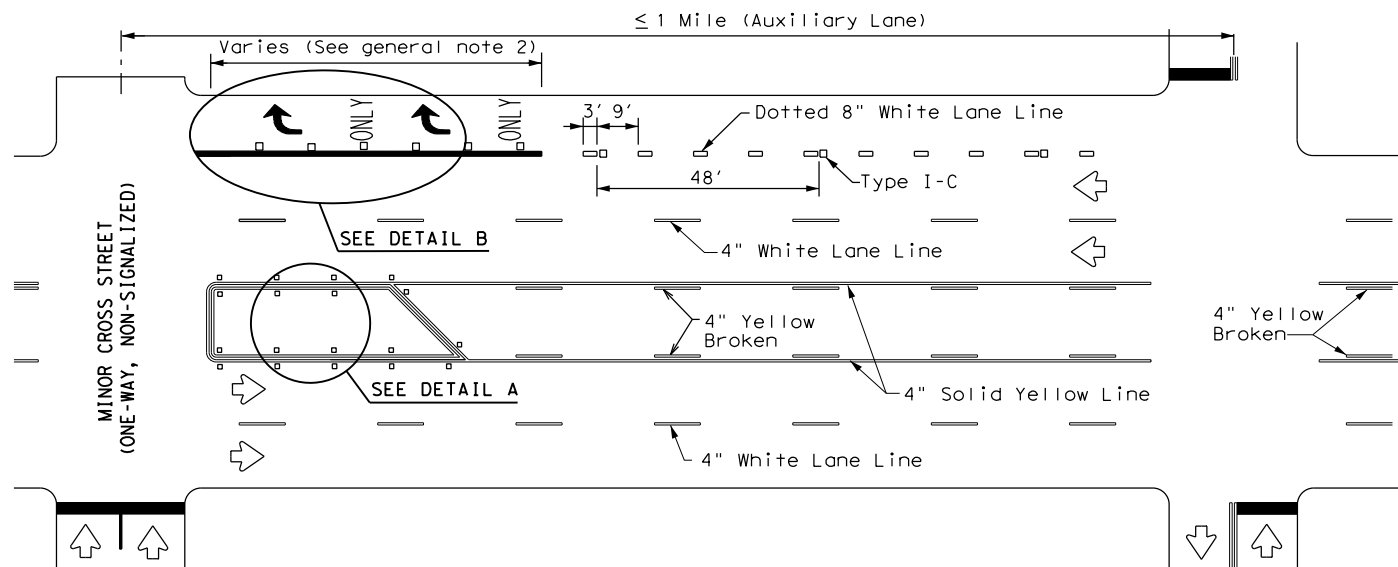 ≤ 1 Mile (Auxiliary Lane)
Varies (See general note 2)
ONLY
ONLY
3' 9'
Dotted 8" White Lane Line
48'
Type I-C
SEE DETAIL B
4" White Lane Line
MINOR CROSS STREET
(ONE-WAY, NON-SIGNALIZED)
4" Yellow
Broken
4" Yellow
Broken
SEE DETAIL A
4" Solid Yellow Line
4" White Lane Line